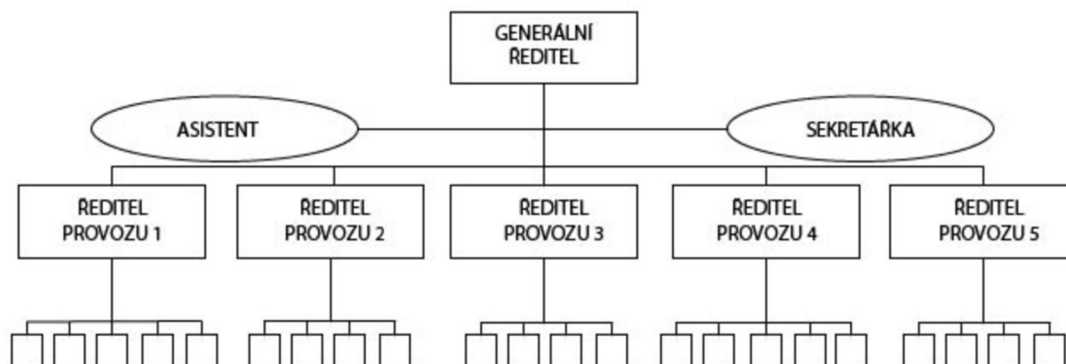 GENERÁLNÍ
ŘEDITEL
ASISTENT
SEKRETÁŘKA
ŘEDITEL
PROVOZU 1
ŘEDITEL
PROVOZU 2
ŘEDITEL
PROVOZU 3
ŘEDITEL
PROVOZU 4
ŘEDITEL
PROVOZU 5